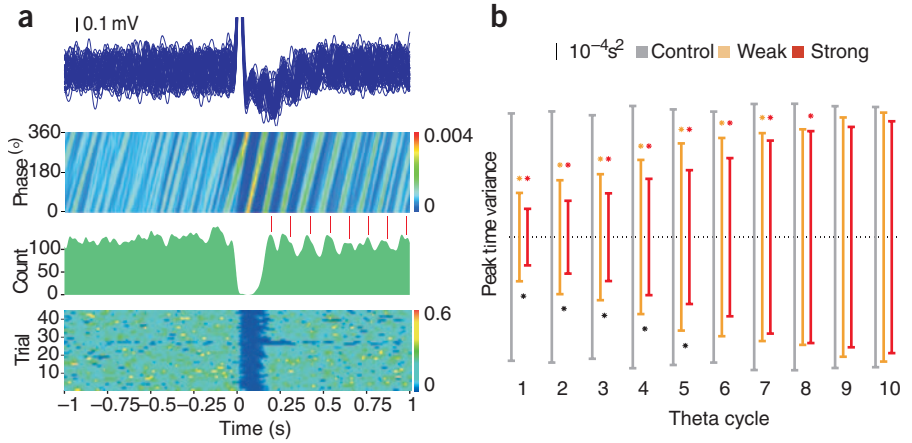 a
0.1 mV
360
180
0
Phase (°)
0.004
0
100
50
0
Count
40
30
20
10
Trial
0.6
0
−1 −0.75 −0.5 −0.25 0 0.25 0.5 0.75 1
Time (s)
b
10⁻⁴s² Control Weak Strong
Peak time variance
* * * * * * * * * * * * * * *
* * * * *
1 2 3 4 5 6 7 8 9 10
Theta cycle